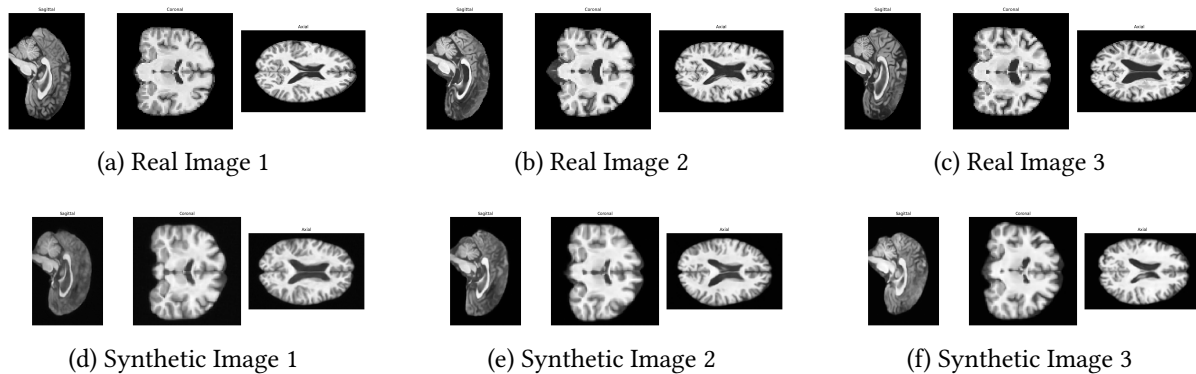 Sagittal Coronal Axial Sagittal Coronal Axial Sagittal Coronal Axial
(a) Real Image 1 (b) Real Image 2 (c) Real Image 3
Sagittal Coronal Axial Sagittal Coronal Axial Sagittal Coronal Axial
(d) Synthetic Image 1 (e) Synthetic Image 2 (f) Synthetic Image 3